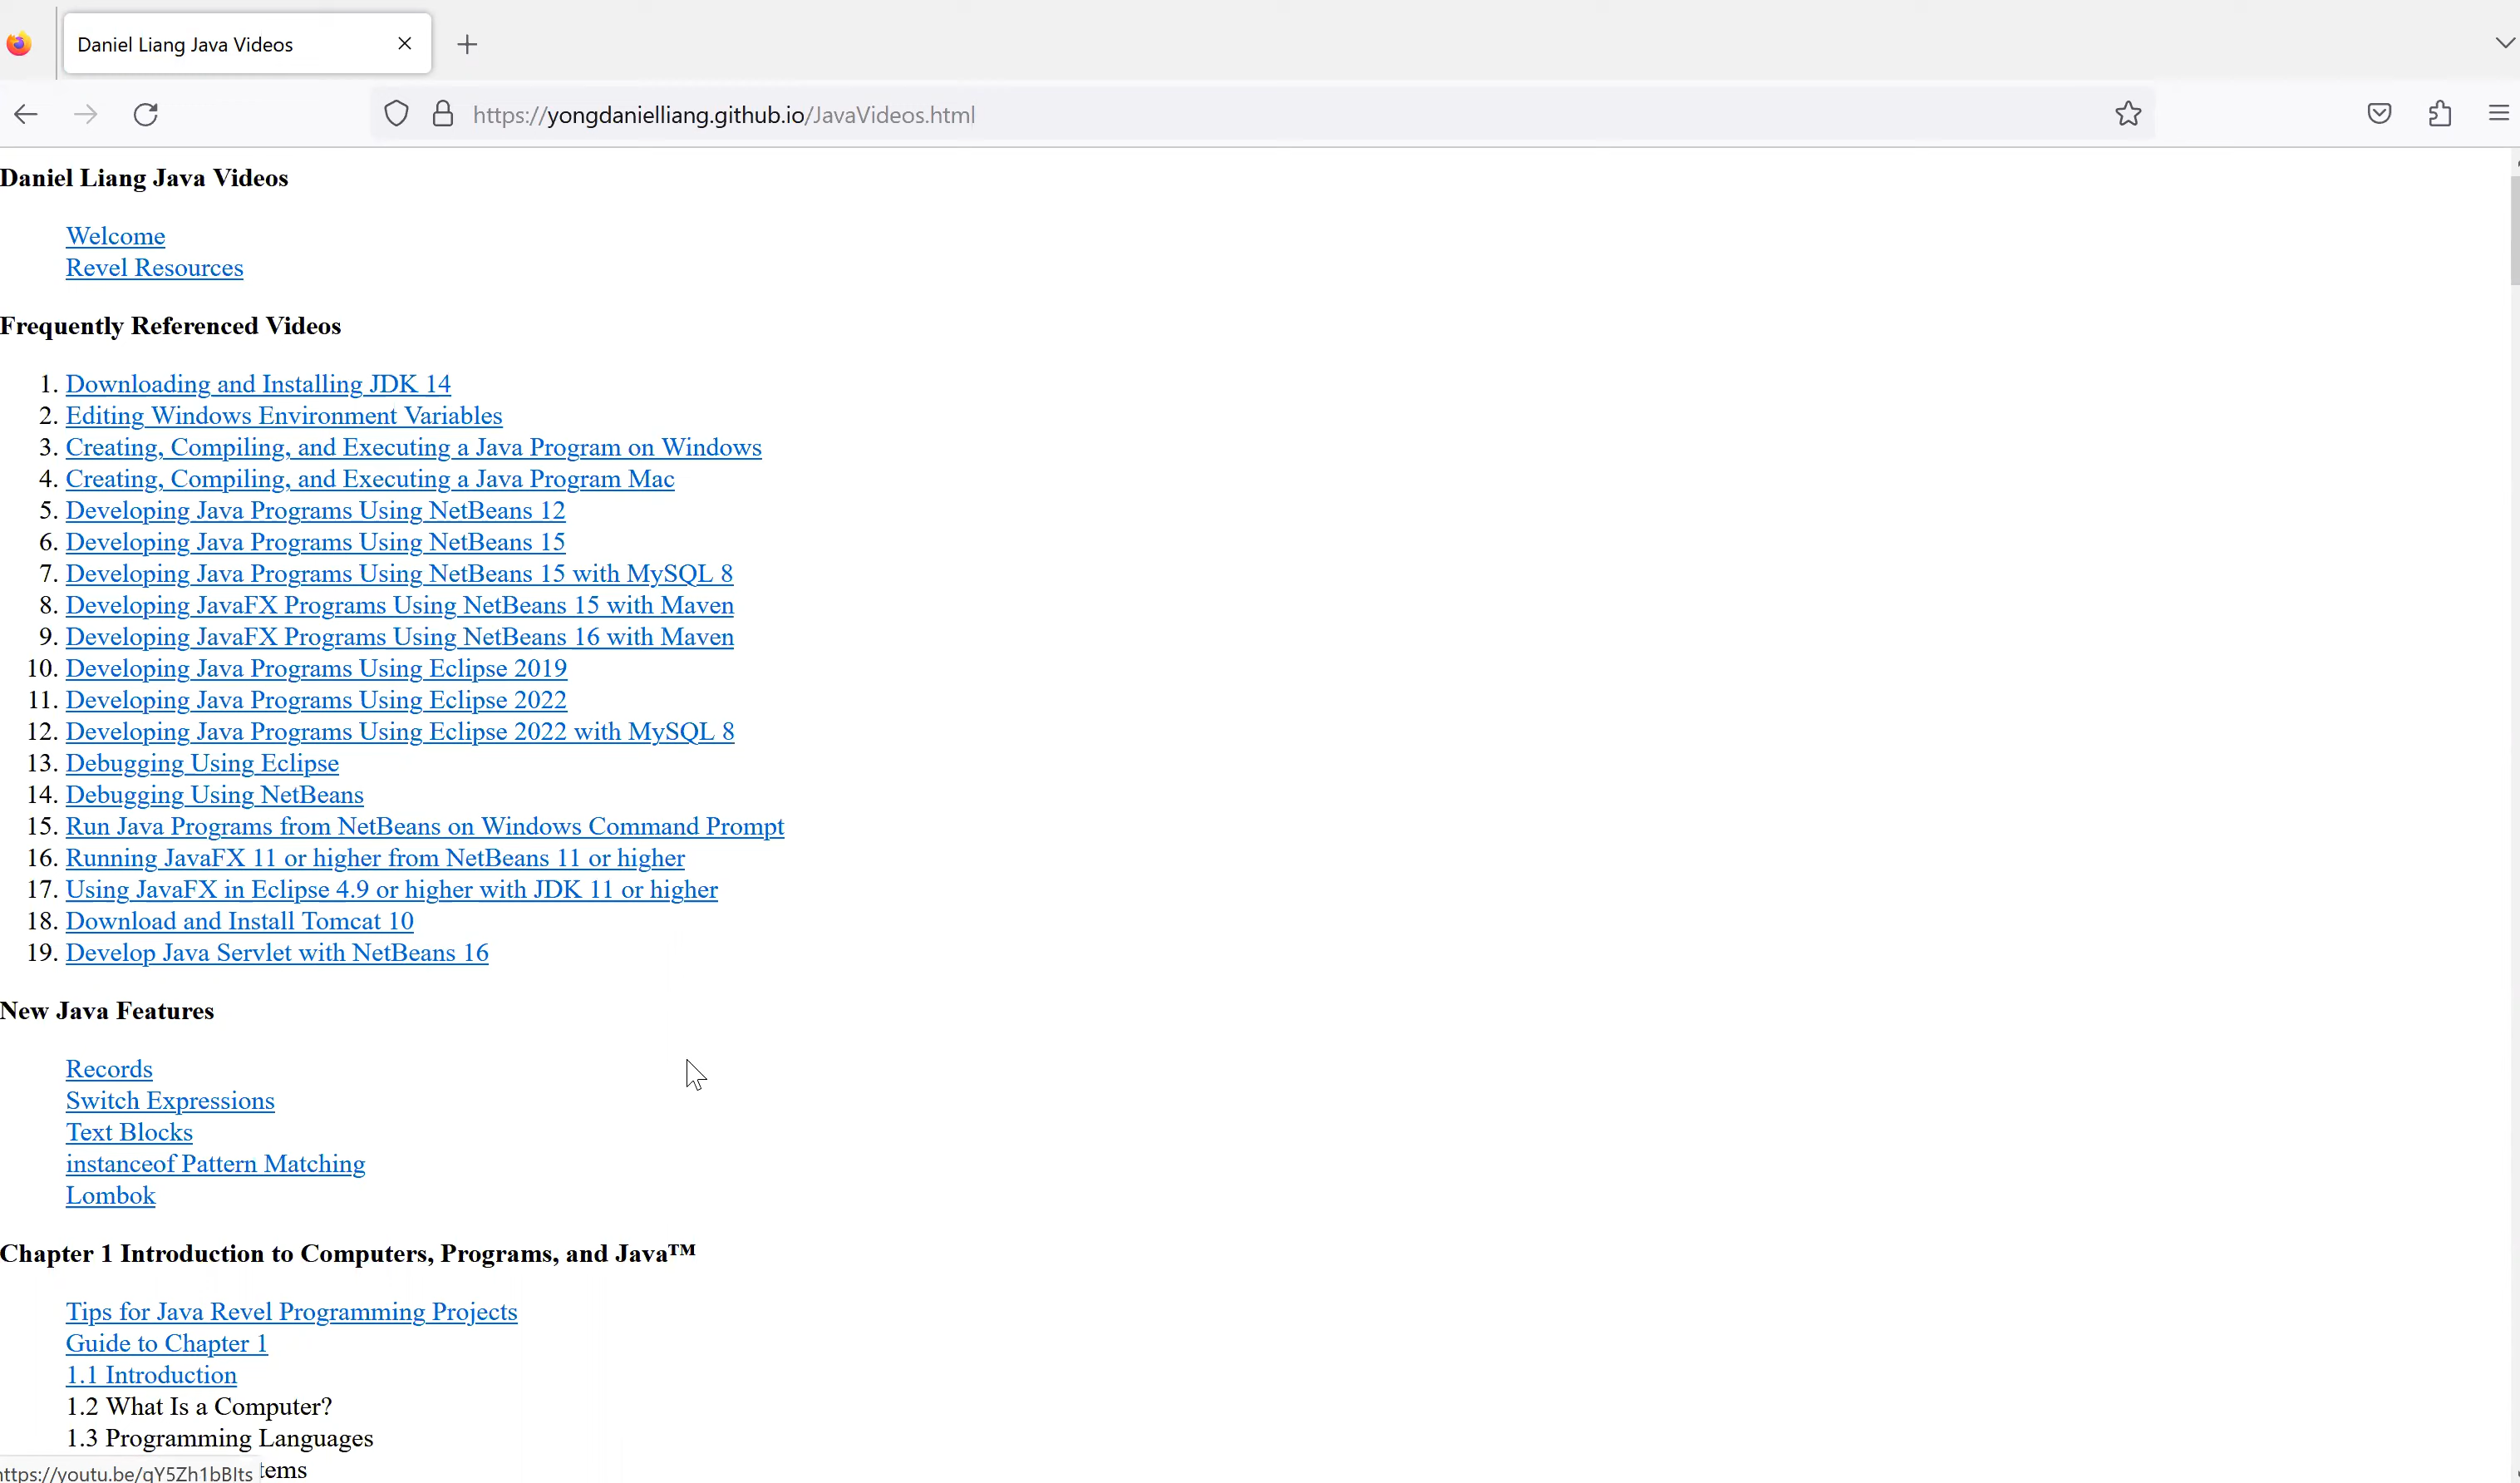 Daniel Liang Java Videos
https://yongdanielliang.github.io/JavaVideos.html
Daniel Liang Java Videos
Welcome
Revel Resources
Frequently Referenced Videos
1. Downloading and Installing JDK 14
2. Editing Windows Environment Variables
3. Creating, Compiling, and Executing a Java Program on Windows
4. Creating, Compiling, and Executing a Java Program Mac
5. Developing Java Programs Using NetBeans 12
6. Developing Java Programs Using NetBeans 15
7. Developing Java Programs Using NetBeans 15 with MySQL 8
8. Developing JavaFX Programs Using NetBeans 15 with Maven
9. Developing JavaFX Programs Using NetBeans 16 with Maven
10. Developing Java Programs Using Eclipse 2019
11. Developing Java Programs Using Eclipse 2022
12. Developing Java Programs Using Eclipse 2022 with MySQL 8
13. Debugging Using Eclipse
14. Debugging Using NetBeans
15. Run Java Programs from NetBeans on Windows Command Prompt
16. Running JavaFX 11 or higher from NetBeans 11 or higher
17. Using JavaFX in Eclipse 4.9 or higher with JDK 11 or higher
18. Download and Install Tomcat 10
19. Develop Java Servlet with NetBeans 16
New Java Features
Records
Switch Expressions
Text Blocks
instanceof Pattern Matching
Lombok
Chapter 1 Introduction to Computers, Programs, and Java™
Tips for Java Revel Programming Projects
Guide to Chapter 1
1.1 Introduction
1.2 What Is a Computer?
1.3 Programming Languages
tems